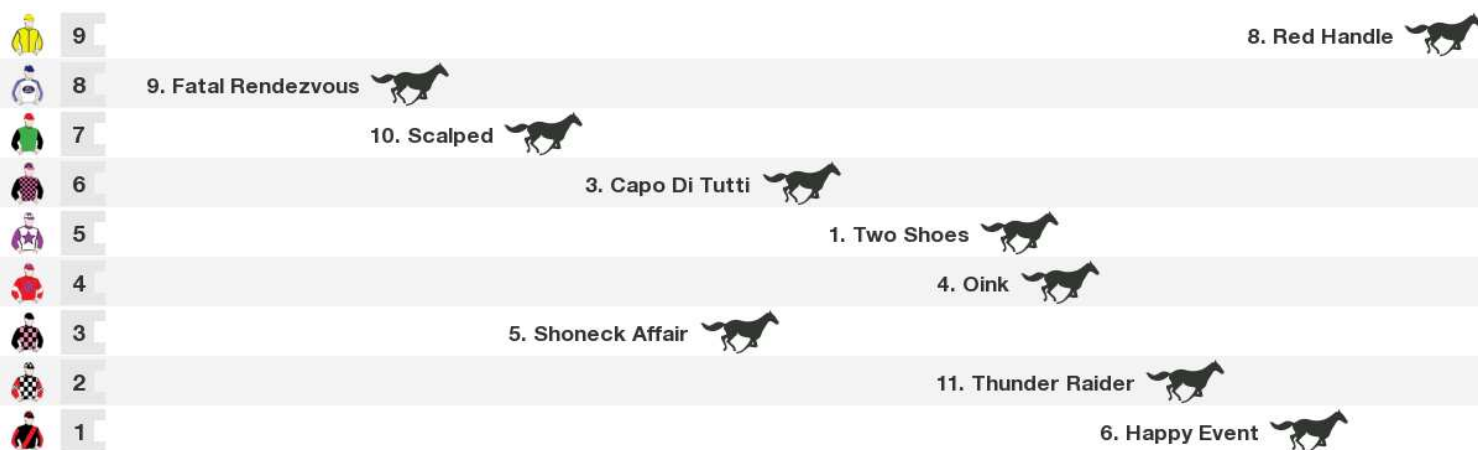 9 8. Red Handle
8 9. Fatal Rendezvous
7 10. Scalped
6 3. Capo Di Tutti
5 1. Two Shoes
4 4. Oink
3 5. Shoneck Affair
2 11. Thunder Raider
1 6. Happy Event